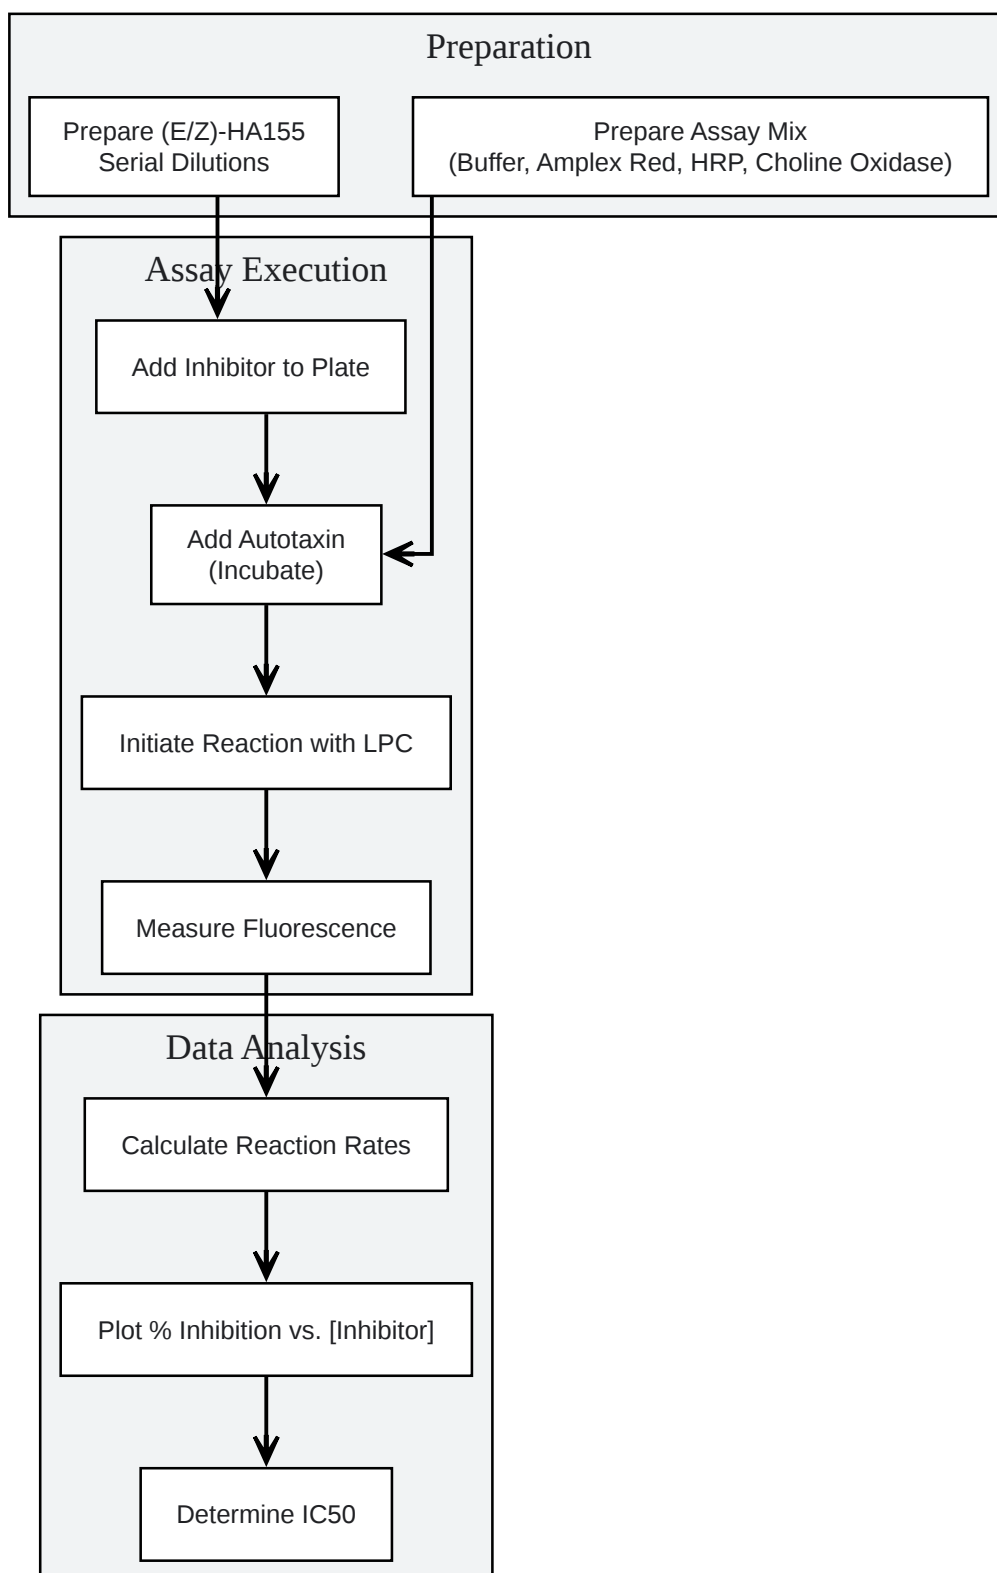 Preparation
Prepare (E/Z)-HA155
Serial Dilutions
Prepare Assay Mix
(Buffer, Amplex Red, HRP, Choline Oxidase)
Assay Execution
Add Inhibitor to Plate
Add Autotaxin
(Incubate)
Initiate Reaction with LPC
Measure Fluorescence
Data Analysis
Calculate Reaction Rates
Plot % Inhibition vs. [Inhibitor]
Determine IC50